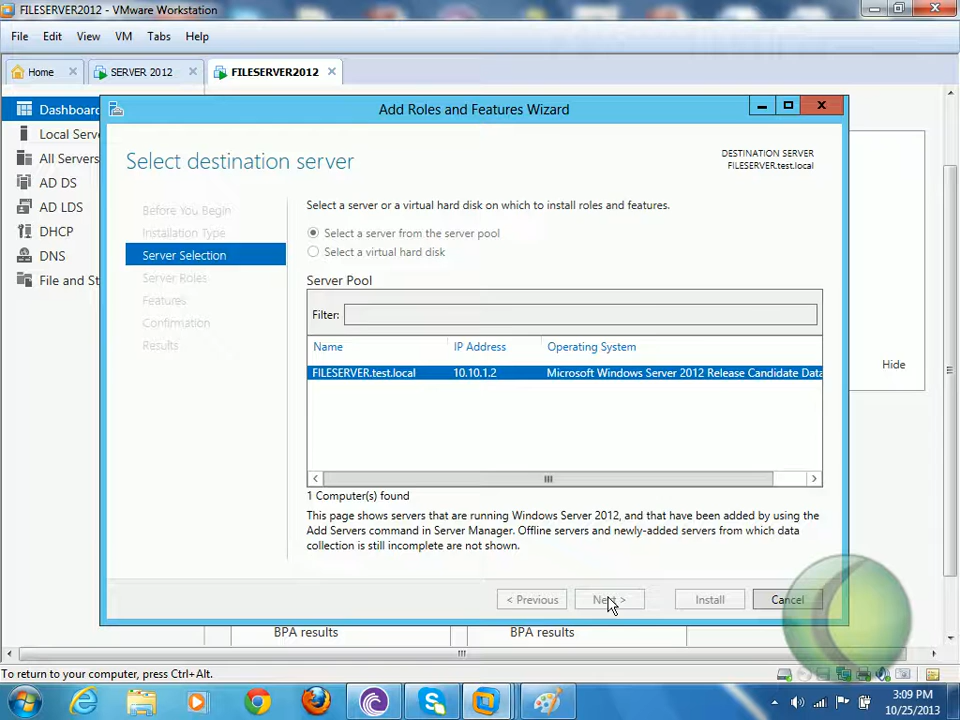 FILESERVER2012 - VMware Workstation
File Edit View VM Tabs Help
Home SERVER 2012 FILESERVER2012
Dashboard
Local Serv
All Servers
AD DS
AD LDS
DHCP
DNS
File and St
Add Roles and Features Wizard
Select destination server
DESTINATION SERVER
FILESERVER.test.local
Before You Begin
Installation Type
Server Selection
Server Roles
Features
Confirmation
Results
Select a server or a virtual hard disk on which to install roles and features.
Select a server from the server pool
Select a virtual hard disk
Server Pool
Filter:
Name IP Address Operating System
FILESERVER.test.local 10.10.1.2 Microsoft Windows Server 2012 Release Candidate Data
1 Computer(s) found
This page shows servers that are running Windows Server 2012, and that have been added by using the
Add Servers command in Server Manager. Offline servers and newly-added servers from which data
collection is still incomplete are not shown.
< Previous Next > Install Cancel
Hide
BPA results BPA results
To return to your computer, press Ctrl+Alt.
3:09 PM
10/25/2013